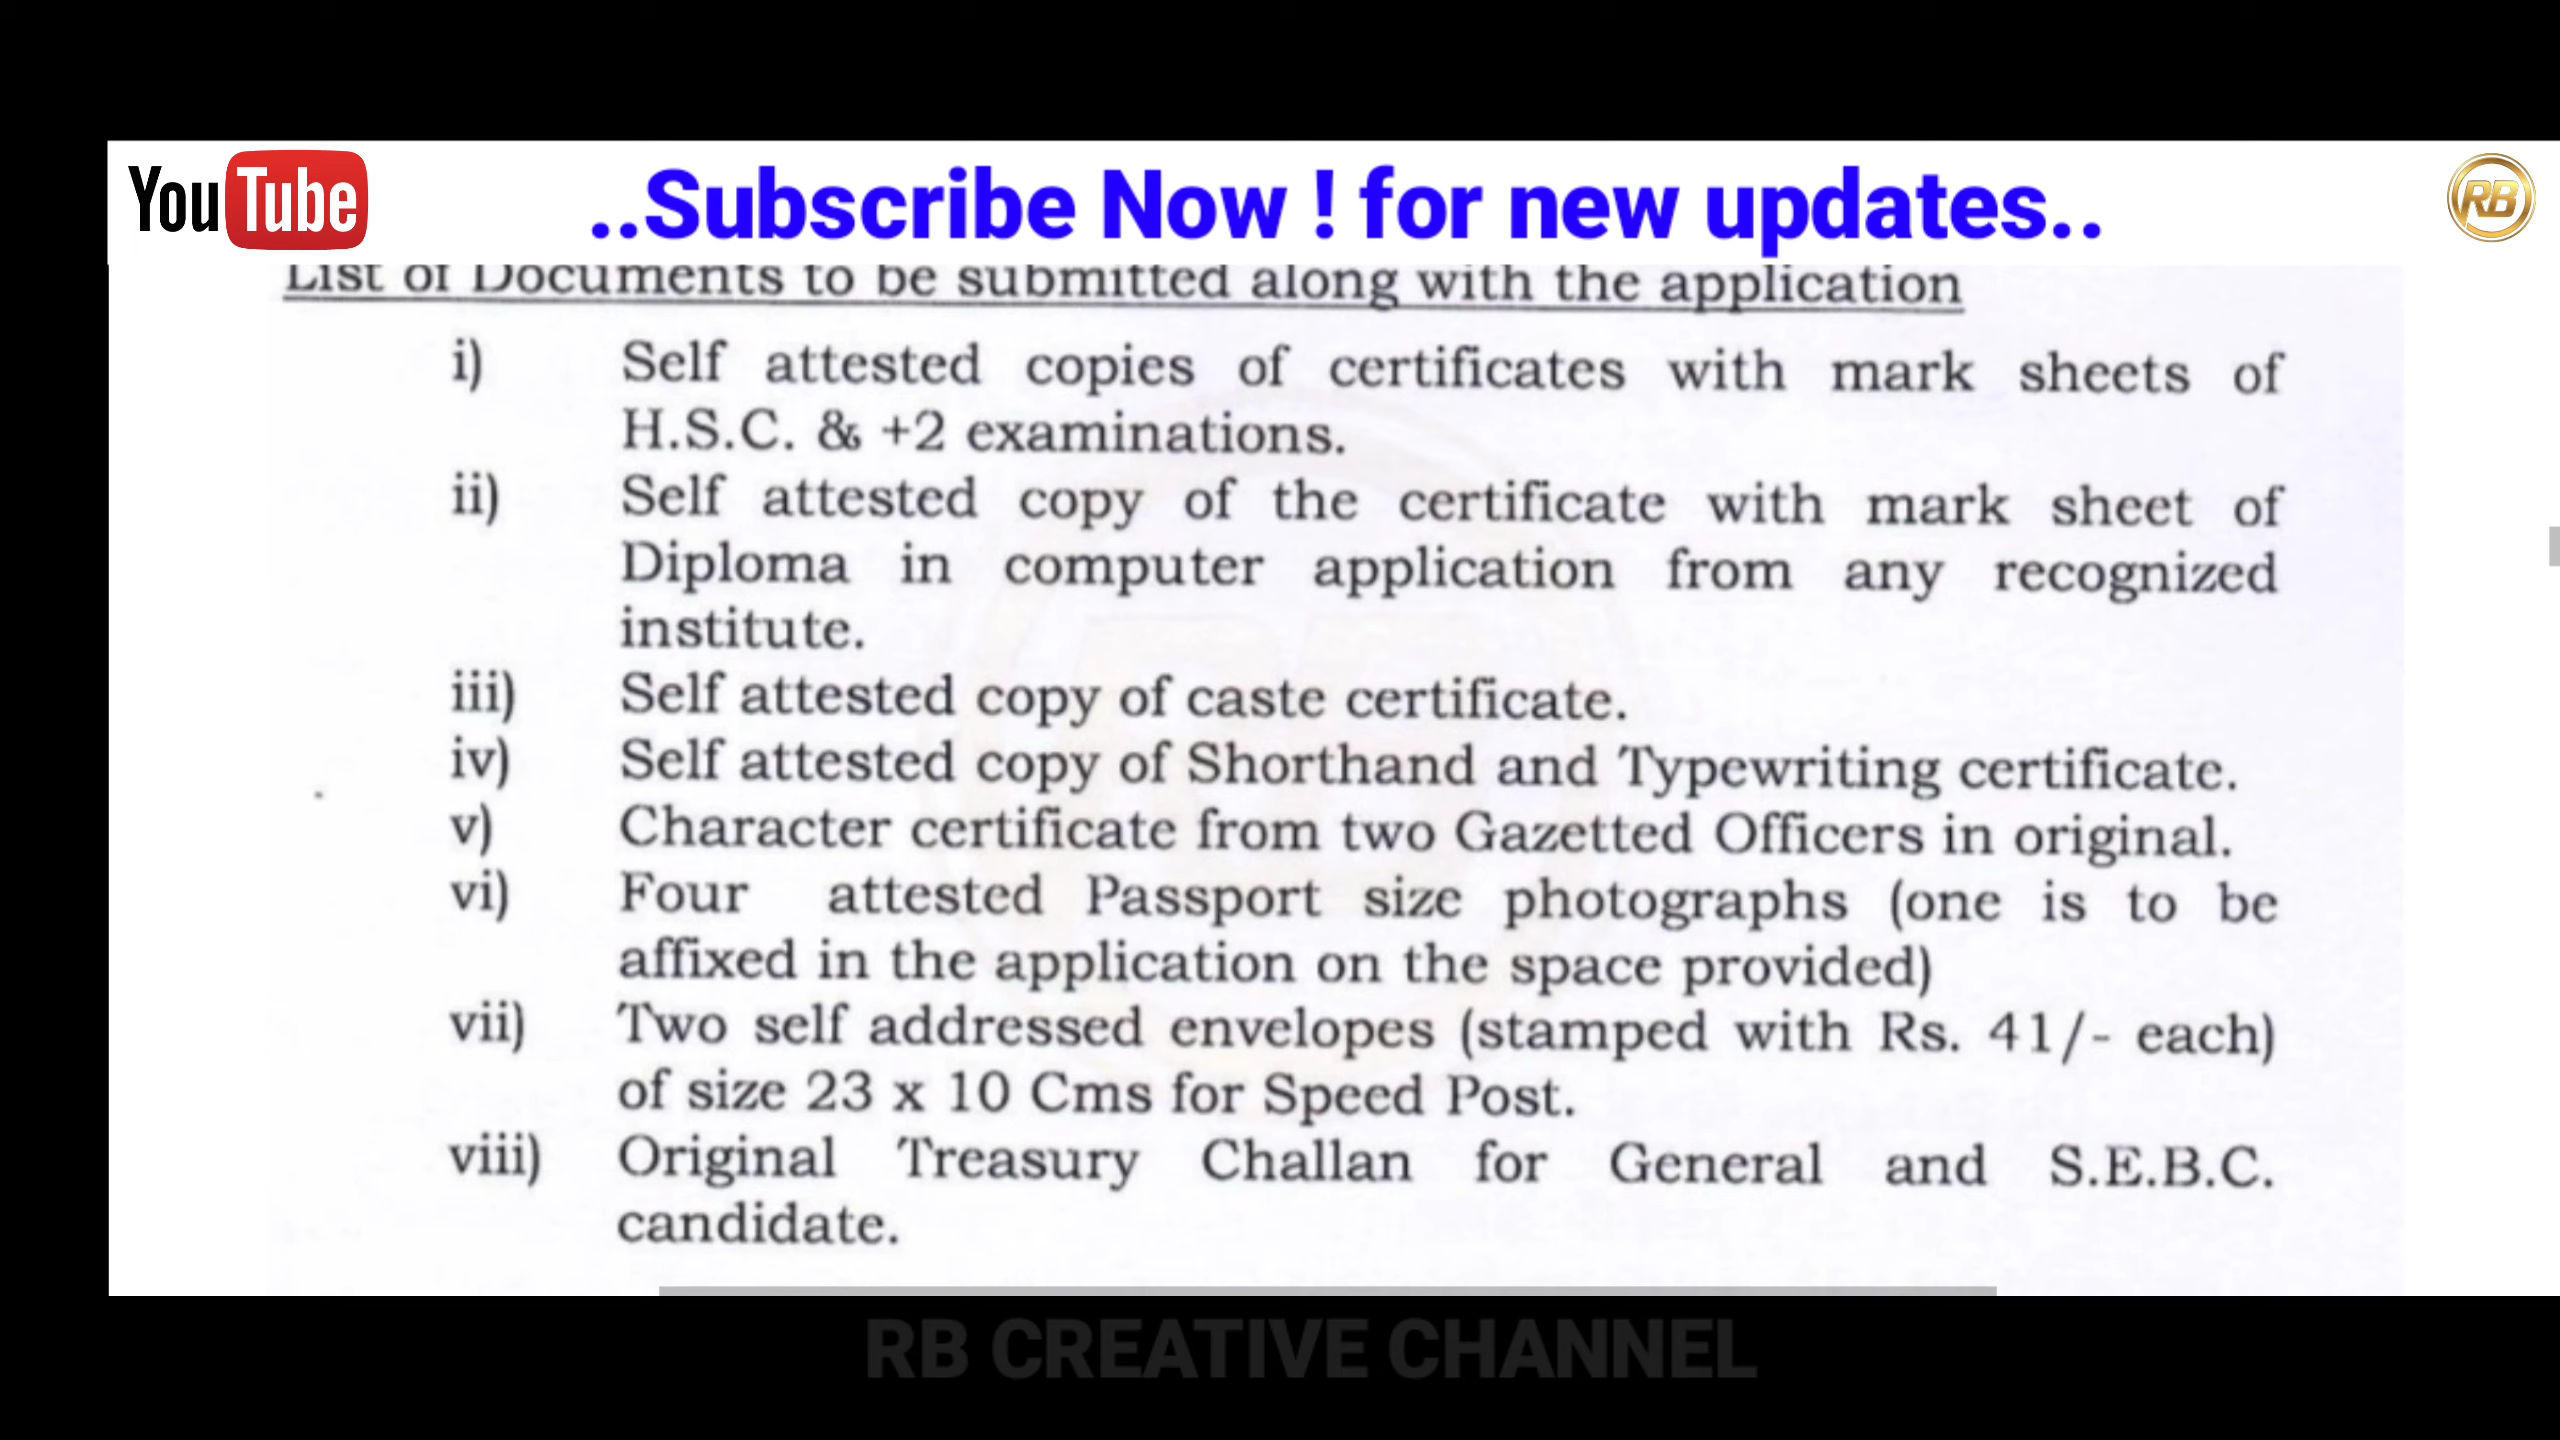 YouTube
..Subscribe Now ! for new updates..
RB
List of Documents to be submitted along with the application
i) Self attested copies of certificates with mark sheets of
H.S.C. & +2 examinations.
ii) Self attested copy of the certificate with mark sheet of
Diploma in computer application from any recognized
institute.
iii) Self attested copy of caste certificate.
iv) Self attested copy of Shorthand and Typewriting certificate.
v) Character certificate from two Gazetted Officers in original.
vi) Four attested Passport size photographs (one is to be
affixed in the application on the space provided)
vii) Two self addressed envelopes (stamped with Rs. 41/- each)
of size 23 x 10 Cms for Speed Post.
viii) Original Treasury Challan for General and S.E.B.C.
candidate.
RB CREATIVE CHANNEL